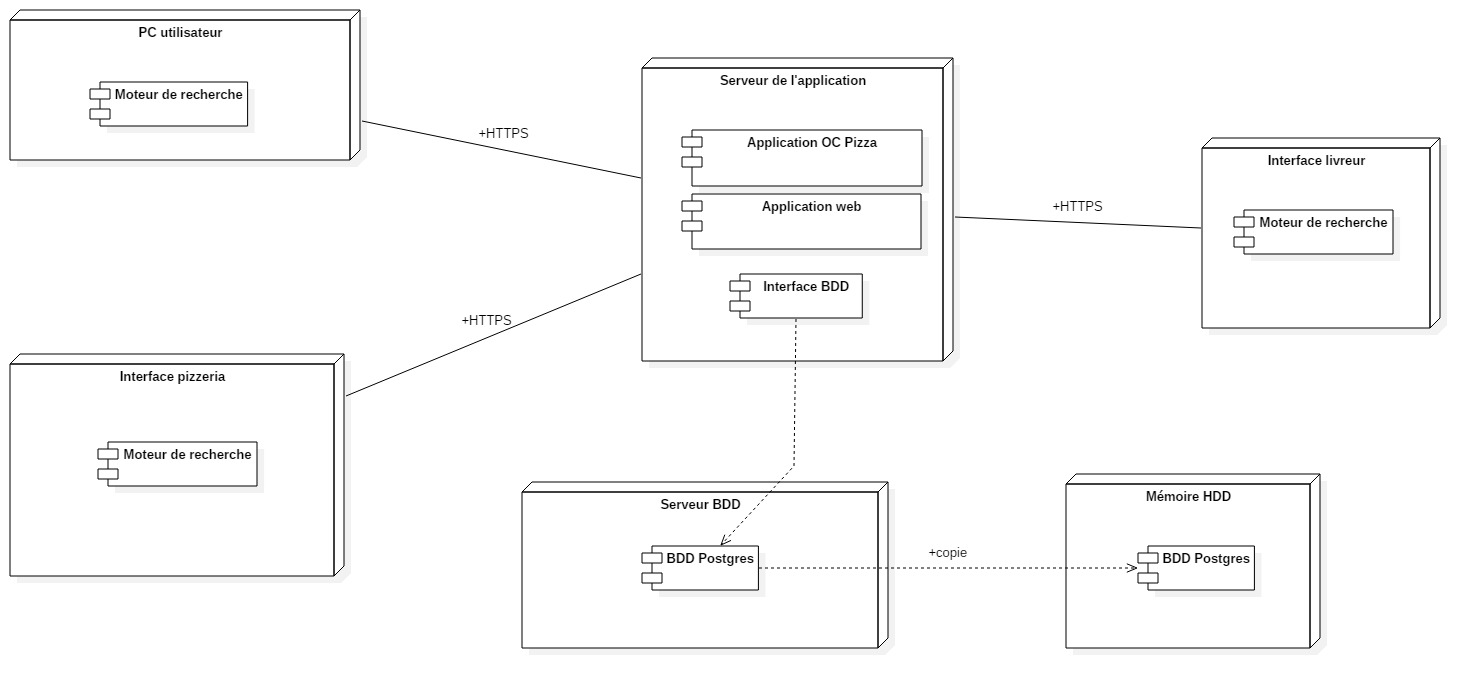 PC utilisateur
Moteur de recherche
+HTTPS
Serveur de l'application
Application OC Pizza
Application web
Interface BDD
+HTTPS
Interface livreur
Moteur de recherche
+HTTPS
Interface pizzeria
Moteur de recherche
Serveur BDD
BDD Postgres
+copie
Mémoire HDD
BDD Postgres